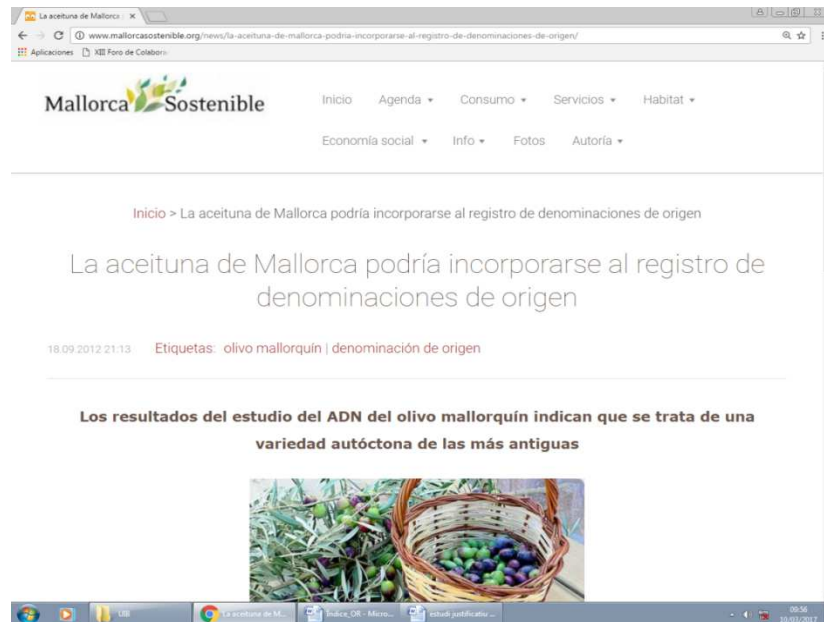 La aceituna de Mallorca
www.mallorcasostenible.org/news/la-aceituna-de-mallorca-podria-incorporarse-al-registro-de-denominaciones-de-origen/
Aplicaciones XIII Foro de Colabor
Mallorca Sostenible
Inicio Agenda Consumo Servicios Habitat
Economía social Info Fotos Autoría
Inicio > La aceituna de Mallorca podría incorporarse al registro de denominaciones de origen
La aceituna de Mallorca podría incorporarse al registro de
denominaciones de origen
18.09.2012 21:13 Etiquetas: olivo mallorquín | denominación de origen
Los resultados del estudio del ADN del olivo mallorquín indican que se trata de una
variedad autóctona de las más antiguas
UIB La aceituna de M... Índice_OR - Micro... estudi justificatiu ...
09:56
10/03/2017